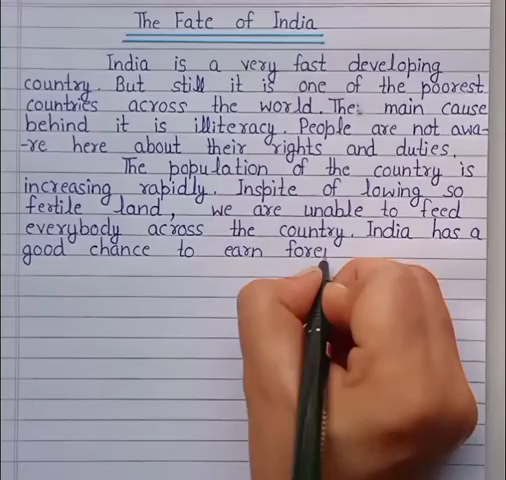 The Fate of India
India is a very fast developing
country. But still it is one of the poorest
countries across the world. The main cause
behind it is illiteracy. People are not awa-
-re here about their rights and duties.
The population of the country is
increasing rapidly. Inspite of lowing so
fertile land, we are unable to feed
everybody across the country. India has a
good chance to earn forei